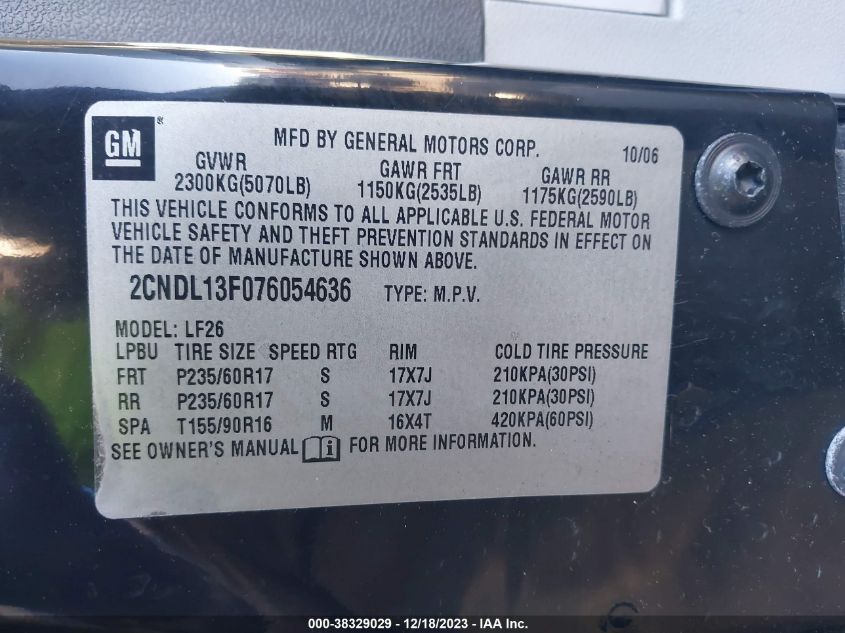 GM ®
MFD BY GENERAL MOTORS CORP. 10/06
GVWR GAWR FRT GAWR RR
2300KG(5070LB) 1150KG(2535LB) 1175KG(2590LB)
THIS VEHICLE CONFORMS TO ALL APPLICABLE U.S. FEDERAL MOTOR
VEHICLE SAFETY AND THEFT PREVENTION STANDARDS IN EFFECT ON
THE DATE OF MANUFACTURE SHOWN ABOVE.
2CNDL13F076054636 TYPE: M.P.V.
MODEL: LF26
LPBU TIRE SIZE SPEED RTG RIM COLD TIRE PRESSURE
FRT P235/60R17 S 17X7J 210KPA(30PSI)
RR P235/60R17 S 17X7J 210KPA(30PSI)
SPA T155/90R16 M 16X4T 420KPA(60PSI)
SEE OWNER'S MANUAL i FOR MORE INFORMATION.
000-38329029 - 12/18/2023 - IAA Inc.